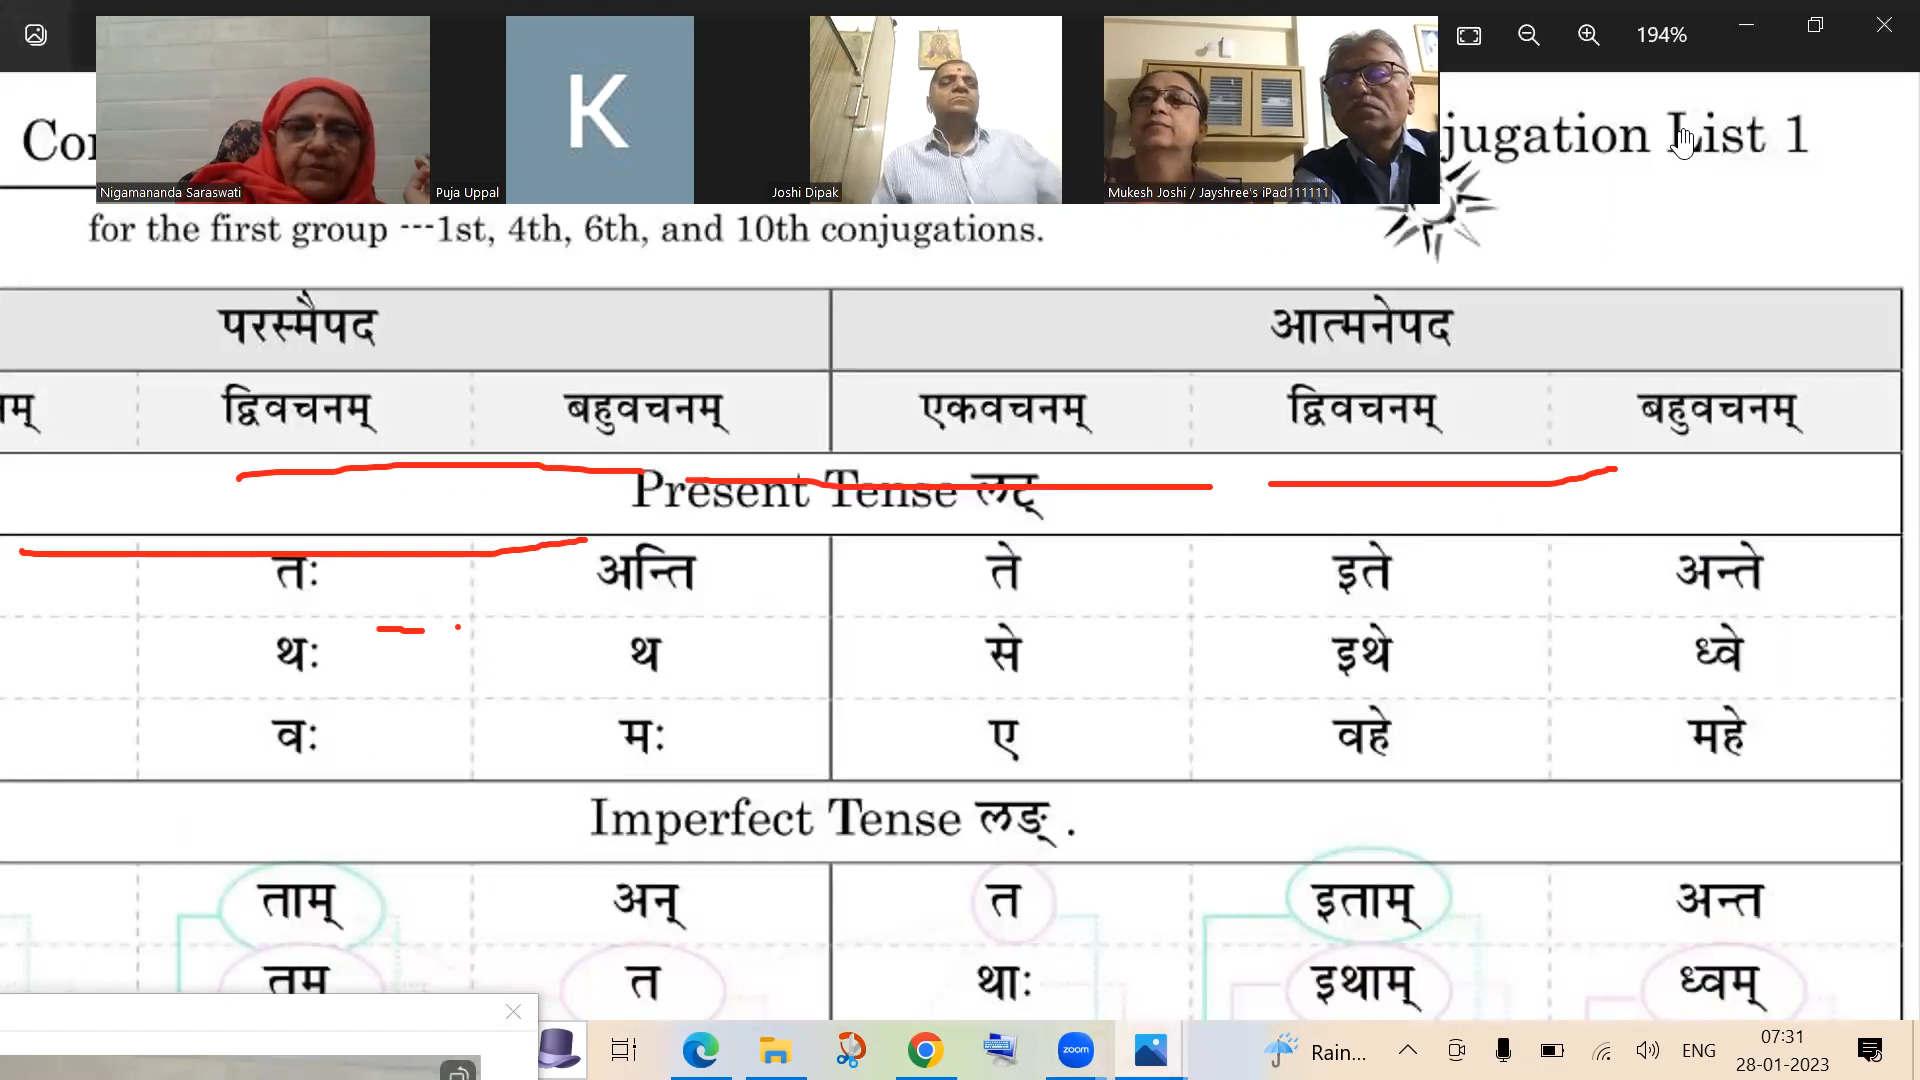 194%
K
Nigamananda Saraswati
Puja Uppal
Joshi Dipak
Mukesh Joshi / Jayshree's iPad111111
jugation List 1
for the first group ---1st, 4th, 6th, and 10th conjugations.
परस्मैपद आत्मनेपद
द्विवचनम् बहुवचनम् एकवचनम् द्विवचनम् बहुवचनम्
Present Tense लट्
तः अन्ति ते इते अन्ते
थः थ से इथे ध्वे
वः मः ए वहे महे
Imperfect Tense लङ् .
ताम् अन् त इताम् अन्त
तम् त थाः इथाम् ध्वम्
zoom
Rain...
ENG
07:31
28-01-2023